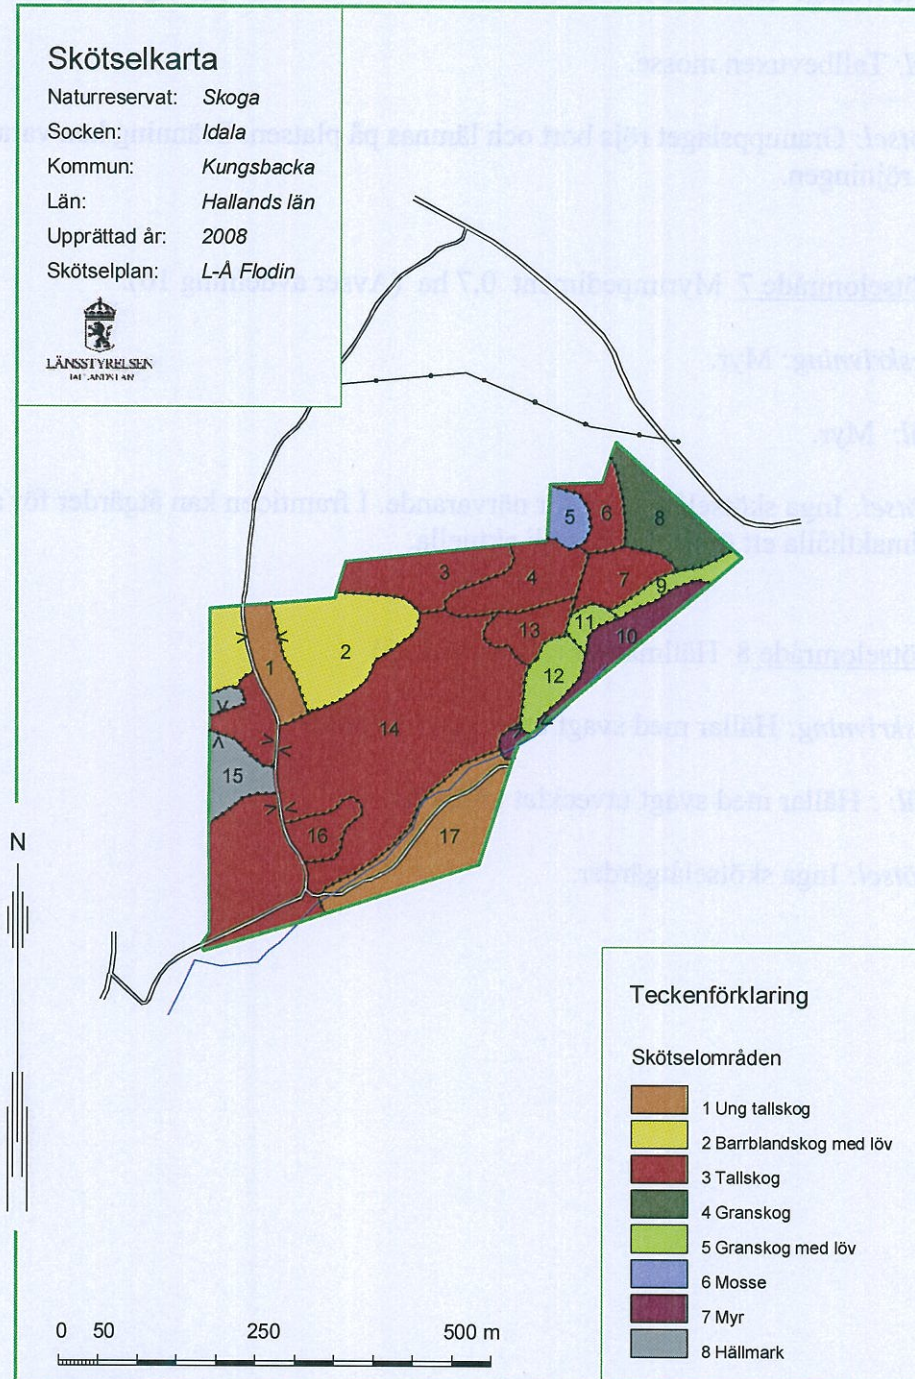 Skötselkarta
Naturreservat: Skoga
Socken: Idala
Kommun: Kungsbacka
Län: Hallands län
Upprättad år: 2008
Skötselplan: L-Å Flodin
LÄNSSTYRELSEN
5
6
8
3
4
7
9
1
2
13
11
10
12
14
15
16
17
N
Teckenförklaring
Skötselområden
1 Ung tallskog
2 Barrblandskog med löv
3 Tallskog
4 Granskog
5 Granskog med löv
6 Mosse
7 Myr
8 Hällmark
0 50 250 500 m